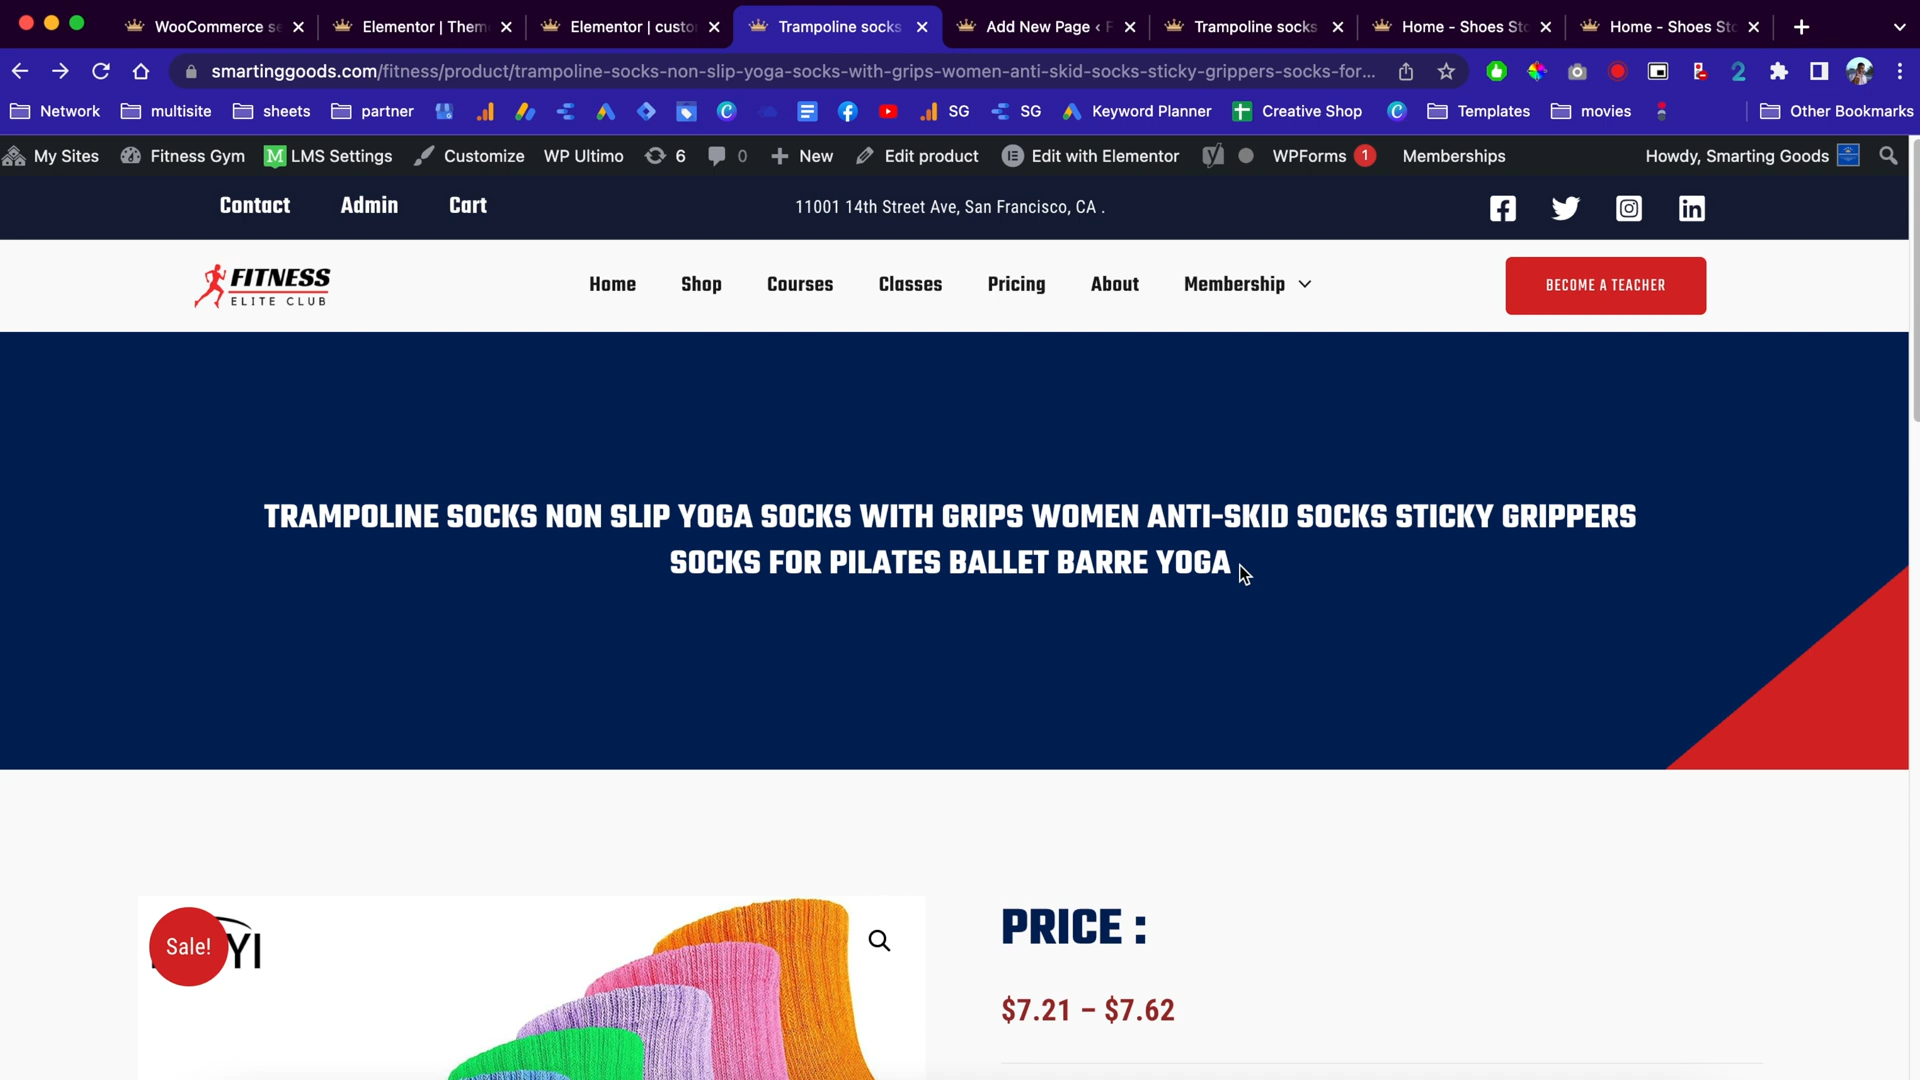 WooCommerce se
Elementor | Them
Elementor | custo
Trampoline socks
Add New Page ‹ F
Trampoline socks
Home - Shoes Sto
Home - Shoes Sto
smartinggoods.com/fitness/product/trampoline-socks-non-slip-yoga-socks-with-grips-women-anti-skid-socks-sticky-grippers-socks-for...
2
Network
multisite
sheets
partner
SG
SG
Keyword Planner
Creative Shop
Templates
movies
Other Bookmarks
My Sites
Fitness Gym
M LMS Settings
Customize
WP Ultimo
6
0
New
Edit product
Edit with Elementor
WPForms 1
Memberships
Howdy, Smarting Goods
Contact
Admin
Cart
11001 14th Street Ave, San Francisco, CA .
FITNESS
ELITE CLUB
Home
Shop
Courses
Classes
Pricing
About
Membership
BECOME A TEACHER
TRAMPOLINE SOCKS NON SLIP YOGA SOCKS WITH GRIPS WOMEN ANTI-SKID SOCKS STICKY GRIPPERS
SOCKS FOR PILATES BALLET BARRE YOGA
Sale!
YI
PRICE :
$7.21 – $7.62